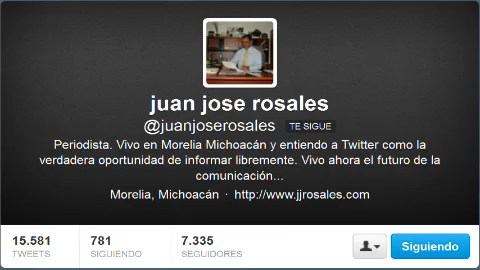 juan jose rosales
@juanjoserosales TE SIGUE
Periodista. Vivo en Morelia Michoacán y entiendo a Twitter como la
verdadera oportunidad de informar libremente. Vivo ahora el futuro de la
comunicación...
Morelia, Michoacán · http://www.jjrosales.com
15.581 781 7.335
TWEETS SIGUIENDO SEGUIDORES
Siguiendo